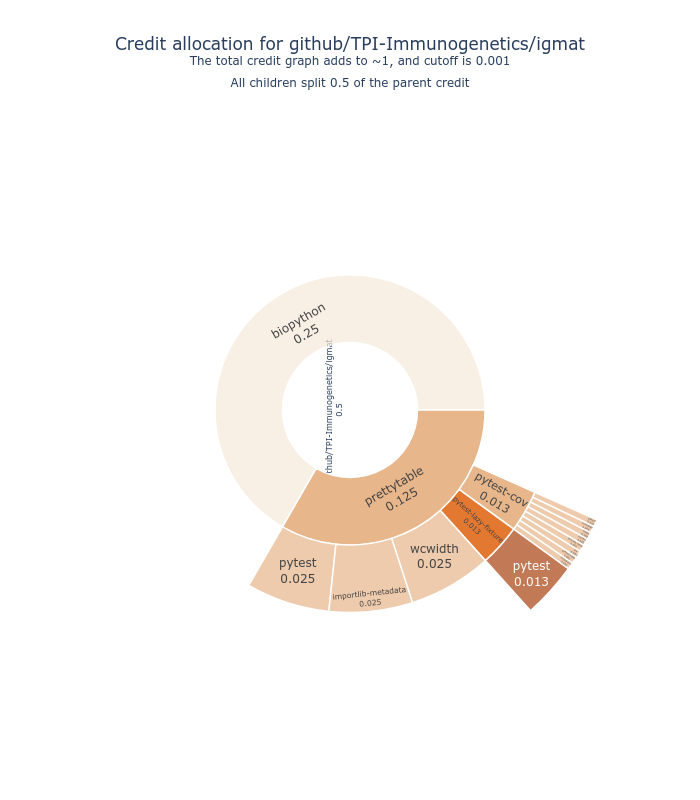 Credit allocation for github/TPI-Immunogenetics/igmat
The total credit graph adds to ~1, and cutoff is 0.001
All children split 0.5 of the parent credit
biopython
0.25
thub/TPI-Immunogenetics/igmat
0.5
prettytable
0.125
pytest-cov
0.013
pytest-lazy-fixture
0.013
pytest
0.013
wcwidth
0.025
importlib-metadata
0.025
pytest
0.025